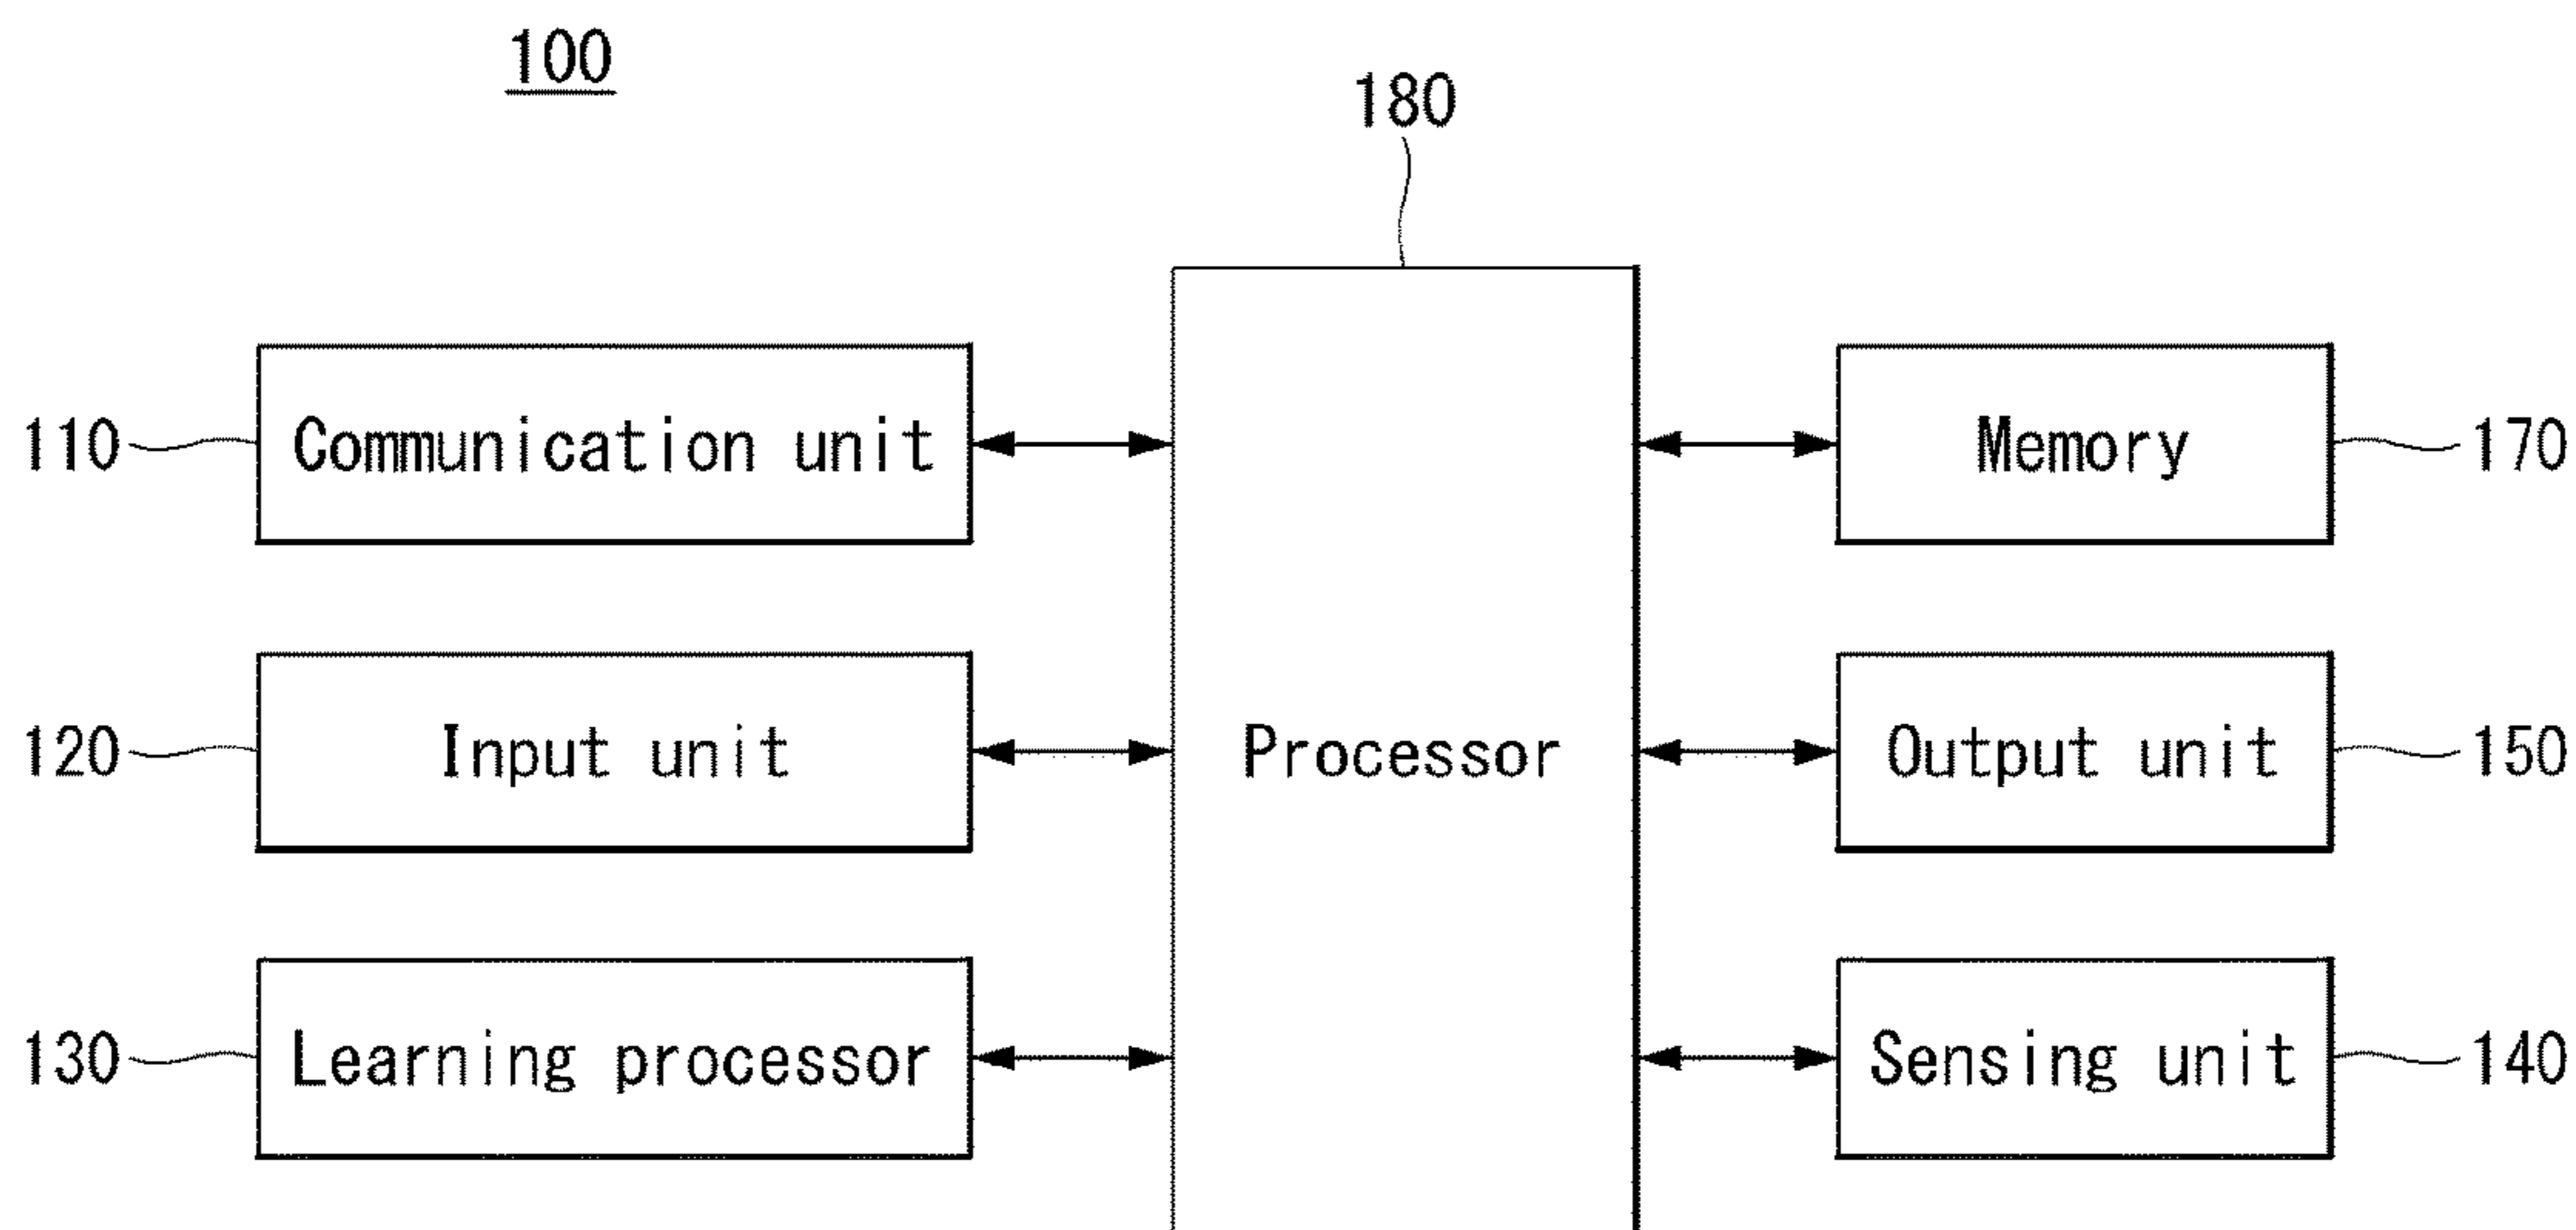 100
180
110 Communication unit Memory 170
120 Input unit Processor Output unit 150
130 Learning processor Sensing unit 140